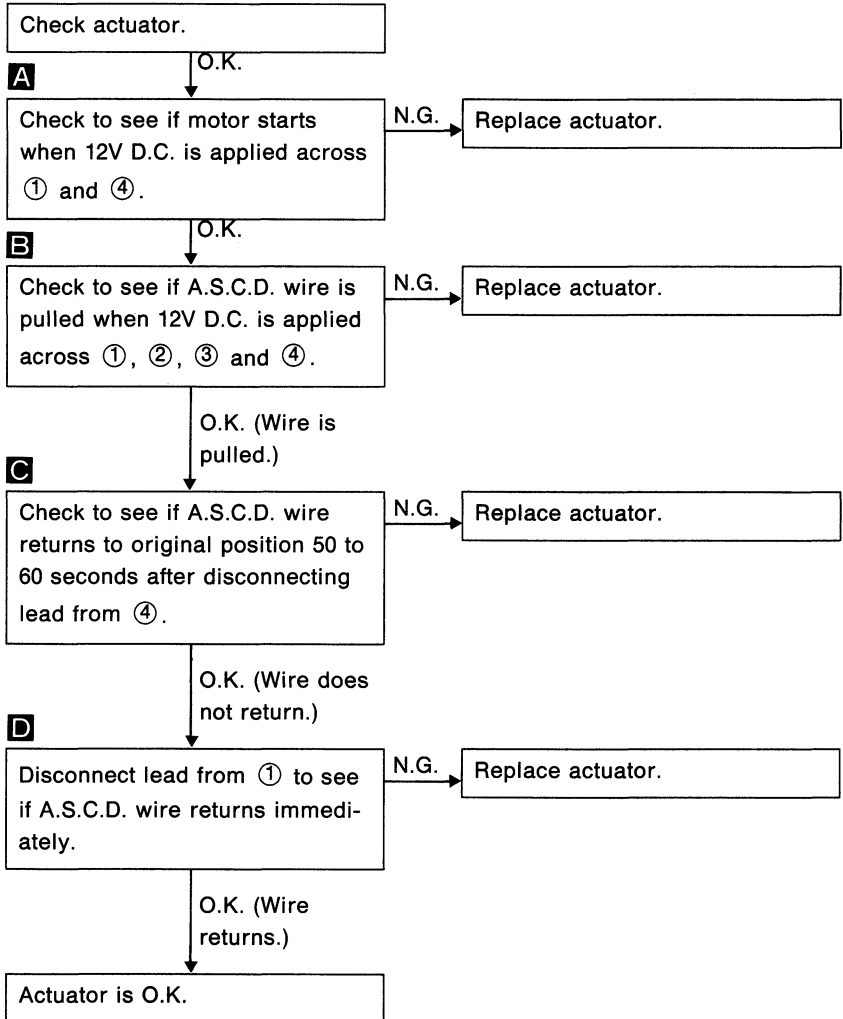 Check actuator.
O.K.
A
Check to see if motor starts
when 12V D.C. is applied across
① and ④.
N.G.
Replace actuator.
O.K.
B
Check to see if A.S.C.D. wire is
pulled when 12V D.C. is applied
across ①, ②, ③ and ④.
N.G.
Replace actuator.
O.K. (Wire is
pulled.)
C
Check to see if A.S.C.D. wire
returns to original position 50 to
60 seconds after disconnecting
lead from ④.
N.G.
Replace actuator.
O.K. (Wire does
not return.)
D
Disconnect lead from ① to see
if A.S.C.D. wire returns immedi-
ately.
N.G.
Replace actuator.
O.K. (Wire
returns.)
Actuator is O.K.